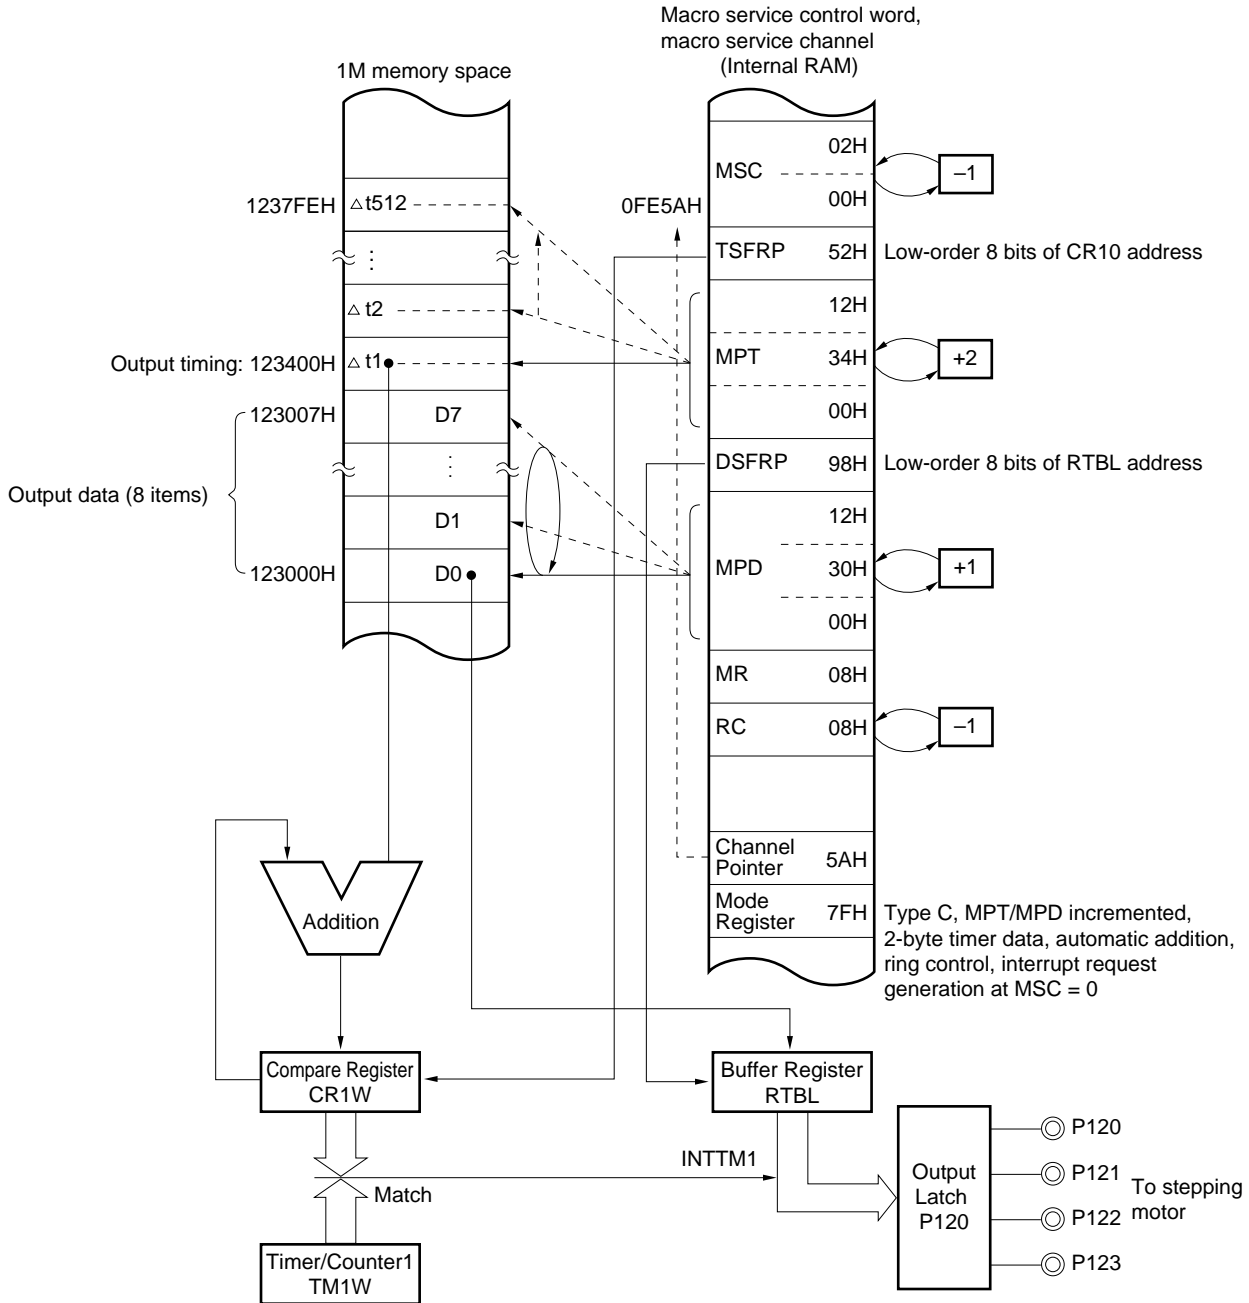 Macro service control word,
macro service channel
(Internal RAM)
1M memory space
02H
MSC
–1
00H
1237FEH
△ t512
0FE5AH
TSFRP 52H
Low-order 8 bits of CR10 address
⋮
12H
△ t2
Output timing: 123400H
△ t1
MPT 34H
+2
00H
123007H
D7
DSFRP 98H
Low-order 8 bits of RTBL address
⋮
Output data (8 items)
12H
D1
MPD 30H
+1
123000H
D0
00H
MR 08H
RC 08H
–1
Channel
Pointer 5AH
Mode
Register 7FH
Type C, MPT/MPD incremented,
2-byte timer data, automatic addition,
ring control, interrupt request
generation at MSC = 0
Addition
Compare Register
CR1W
Buffer Register
RTBL
INTTM1
Match
Timer/Counter1
TM1W
Output
Latch
P120
P120
P121
P122
P123
To stepping
motor